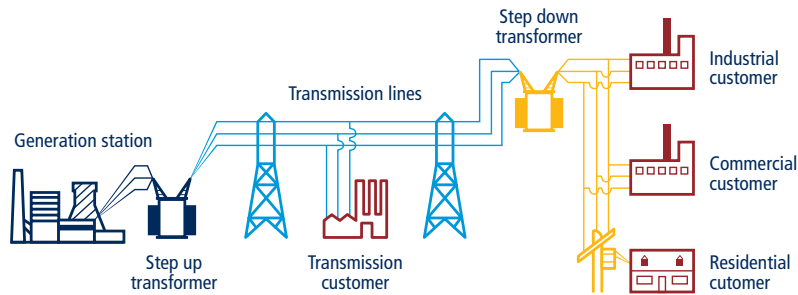 Step down
transformer
Industrial
customer
Transmission lines
Generation station
Commercial
customer
Step up
transformer
Transmission
customer
Residential
cutomer